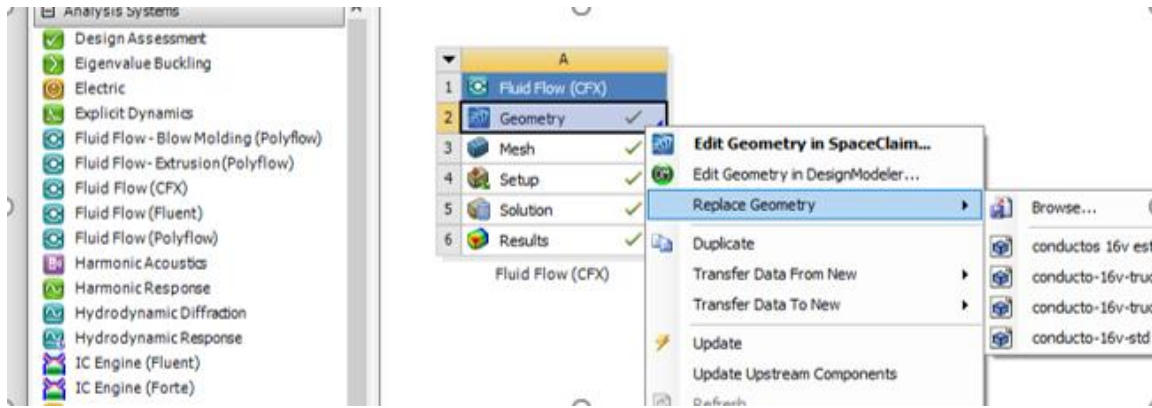 Analysis Systems
Design Assessment
Eigenvalue Buckling
Electric
Explicit Dynamics
Fluid Flow - Blow Molding (Polyflow)
Fluid Flow - Extrusion (Polyflow)
Fluid Flow (CFX)
Fluid Flow (Fluent)
Fluid Flow (Polyflow)
Harmonic Acoustics
Harmonic Response
Hydrodynamic Diffraction
Hydrodynamic Response
IC Engine (Fluent)
IC Engine (Forte)
A
1 Fluid Flow (CFX)
2 Geometry
3 Mesh
4 Setup
5 Solution
6 Results
Fluid Flow (CFX)
Edit Geometry in SpaceClaim...
Edit Geometry in DesignModeler...
Replace Geometry
Duplicate
Transfer Data From New
Transfer Data To New
Update
Update Upstream Components
Refresh
Browse...
conductos 16v est
conducto-16v-truc
conducto-16v-truc
conducto-16v-std